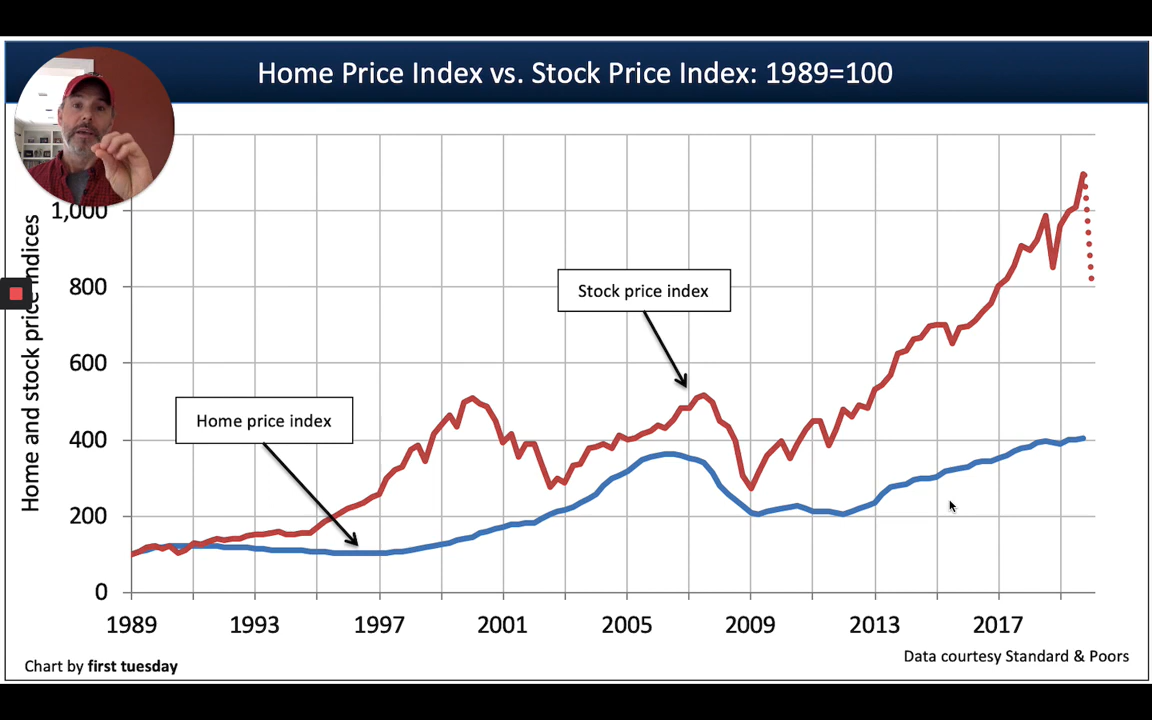 Home Price Index vs. Stock Price Index: 1989=100
Home and stock price indices
1,000
800
600
400
200
0
Stock price index
Home price index
1989
1993
1997
2001
2005
2009
2013
2017
Chart by first tuesday
Data courtesy Standard & Poors